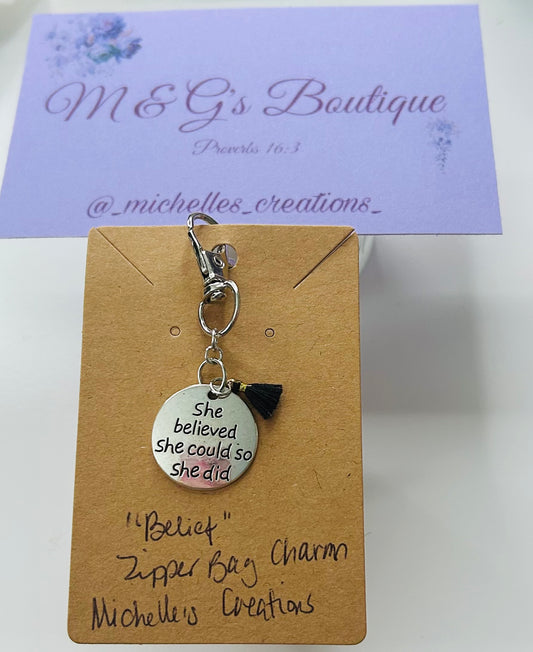 M & G's Boutique
Proverbs 16:3
@_michelles_creations_
She
believed
she could so
she did
"Belief"
Zipper Bag Charm
Michelle's Creations